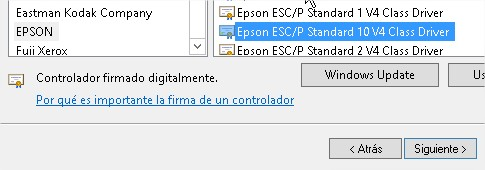 Eastman Kodak Company
EPSON
Fuji Xerox
Epson ESC/P Standard 1 V4 Class Driver
Epson ESC/P Standard 10 V4 Class Driver
Epson ESC/P Standard 2 V4 Class Driver
Windows Update
Controlador firmado digitalmente.
Por qué es importante la firma de un controlador
< Atrás
Siguiente >